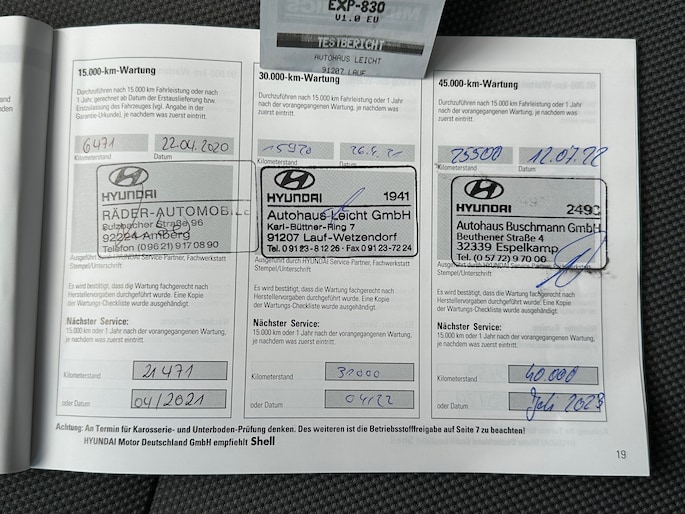 EXP-830
V1.0 EU
TESTBERICHT
AUTOHAUS LEICHT
91207 LAUF
15.000-km-Wartung
Durchzuführen nach 15.000 km Fahrleistung oder nach
1 Jahr, gerechnet ab Datum der Erstauslieferung bzw.
Erstzulassung des Fahrzeuges (vgl. Angabe in der
Garantie-Urkunde), je nachdem was zuerst eintritt.
6471 22.04.2020
Kilometerstand Datum
HYUNDAI
RÄDER-AUTOMOBILE
Sulzbacher Straße 96
92224 Amberg
Telefon (09621) 917 08 90
Ausgeführt durch HYUNDAI Service-Partner, Fachwerkstatt
Stempel/Unterschrift
Es wird bestätigt, dass die Wartung fachgerecht nach
Herstellervorgaben durchgeführt wurde. Eine Kopie
der Wartungs-Checkliste wurde ausgehändigt.
Nächster Service:
15.000 km oder 1 Jahr nach der vorangegangenen Wartung,
je nachdem was zuerst eintritt.
Kilometerstand 21471
oder Datum 04/2021
30.000-km-Wartung
Durchzuführen nach 15.000 km Fahrleistung oder 1 Jahr
nach der vorangegangenen Wartung, je nachdem was
zuerst eintritt.
15920 26.4.21
Kilometerstand Datum
HYUNDAI 1941
Autohaus Leicht GmbH
Karl-Büttner-Ring 7
91207 Lauf-Wetzendorf
Tel. 0 91 23-8 12 26 · Fax 0 91 23-72 24
Ausgeführt durch HYUNDAI Service-Partner, Fachwerkstatt
Stempel/Unterschrift
Es wird bestätigt, dass die Wartung fachgerecht nach
Herstellervorgaben durchgeführt wurde. Eine Kopie
der Wartungs-Checkliste wurde ausgehändigt.
Nächster Service:
15.000 km oder 1 Jahr nach der vorangegangenen Wartung,
je nachdem was zuerst eintritt.
Kilometerstand 31000
oder Datum 04/22
45.000-km-Wartung
Durchzuführen nach 15.000 km Fahrleistung oder 1 Jahr
nach der vorangegangenen Wartung, je nachdem was
zuerst eintritt.
25500 12.07.22
Kilometerstand Datum
HYUNDAI 2493
Autohaus Buschmann GmbH
Beuthener Straße 4
32339 Espelkamp
Tel. (0 57 72) 9 70 00
Ausgeführt durch HYUNDAI Service-Partner, Fachwerkstatt
Stempel/Unterschrift
Es wird bestätigt, dass die Wartung fachgerecht nach
Herstellervorgaben durchgeführt wurde. Eine Kopie
der Wartungs-Checkliste wurde ausgehändigt.
Nächster Service:
15.000 km oder 1 Jahr nach der vorangegangenen Wartung,
je nachdem was zuerst eintritt.
Kilometerstand 40.000
oder Datum Juli 2023
Achtung: An Termin für Karosserie- und Unterboden-Prüfung denken. Des weiteren ist die Betriebsstofffreigabe auf Seite 7 zu beachten!
HYUNDAI Motor Deutschland GmbH empfiehlt Shell
19